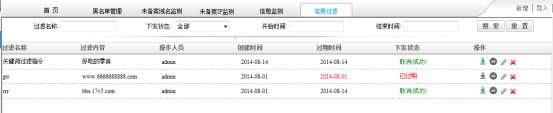 首 页 黑名单管理 未备案域名监测 未备案IP监测 信息监测 信息过滤 新增 | 导入
过滤名称: 下发状态: 全部 开始时间: 结束时间: 搜 索 重 置
过滤名称 过滤内容 操作人员 创建时间 过期时间 下发状态 操作
关键词过滤指令 好吃的零食 admin 2014-08-14 2014-08-14 取消(成功)
gtr www.6666688888.com admin 2014-08-01 2014-08-01 已过期
rrr bbs.17v5.com admin 2014-08-01 2014-08-14 取消(成功)